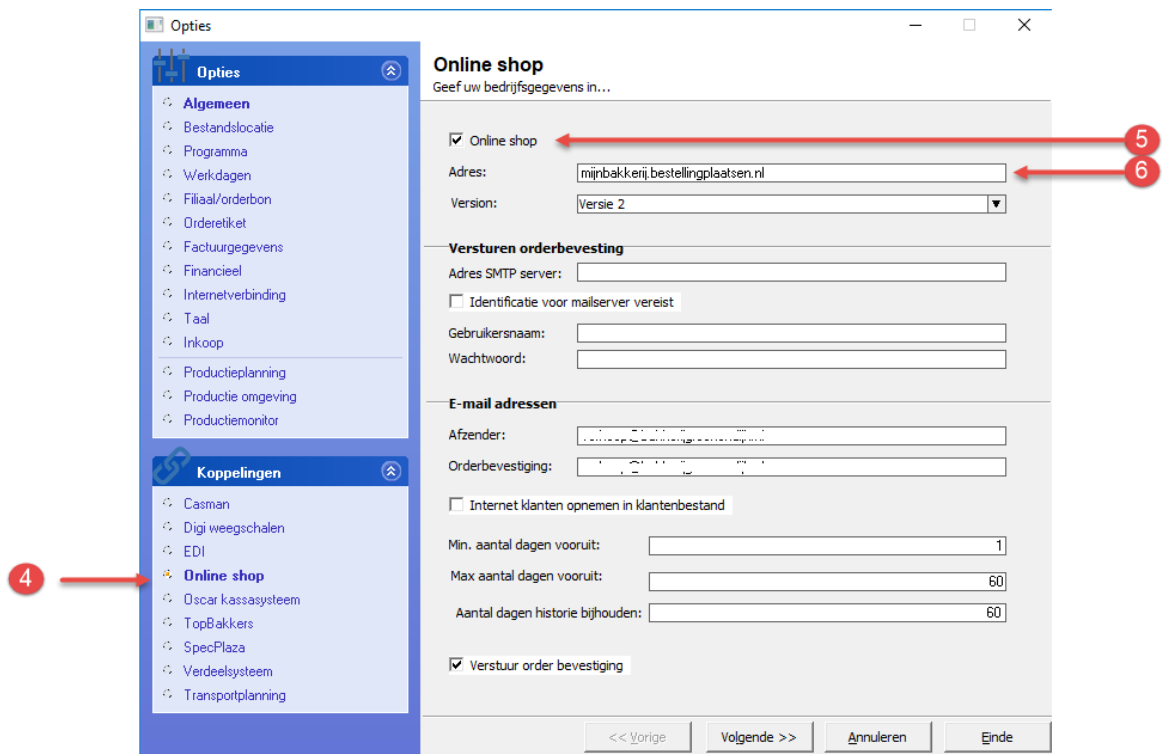 Opties
Opties
Algemeen
Bestandslocatie
Programma
Werkdagen
Filiaal/orderbon
Orderetiket
Factuurgegevens
Financieel
Internetverbinding
Taal
Inkoop
Productieplanning
Productie omgeving
Productiemonitor
Koppelingen
Casman
Digi weegschalen
EDI
4
Online shop
Oscar kassasysteem
TopBakkers
SpecPlaza
Verdeelsysteem
Transportplanning
Online shop
Geef uw bedrijfsgegevens in...
Online shop 5
Adres: mijnbakkerij.bestellingplaatsen.nl 6
Version: Versie 2
Versturen orderbevesting
Adres SMTP server:
Identificatie voor mailserver vereist
Gebruikersnaam:
Wachtwoord:
E-mail adressen
Afzender:
Orderbevestiging:
Internet klanten opnemen in klantenbestand
Min. aantal dagen vooruit: 1
Max aantal dagen vooruit: 60
Aantal dagen historie bijhouden: 60
Verstuur order bevestiging
<< Vorige Volgende >> Annuleren Einde